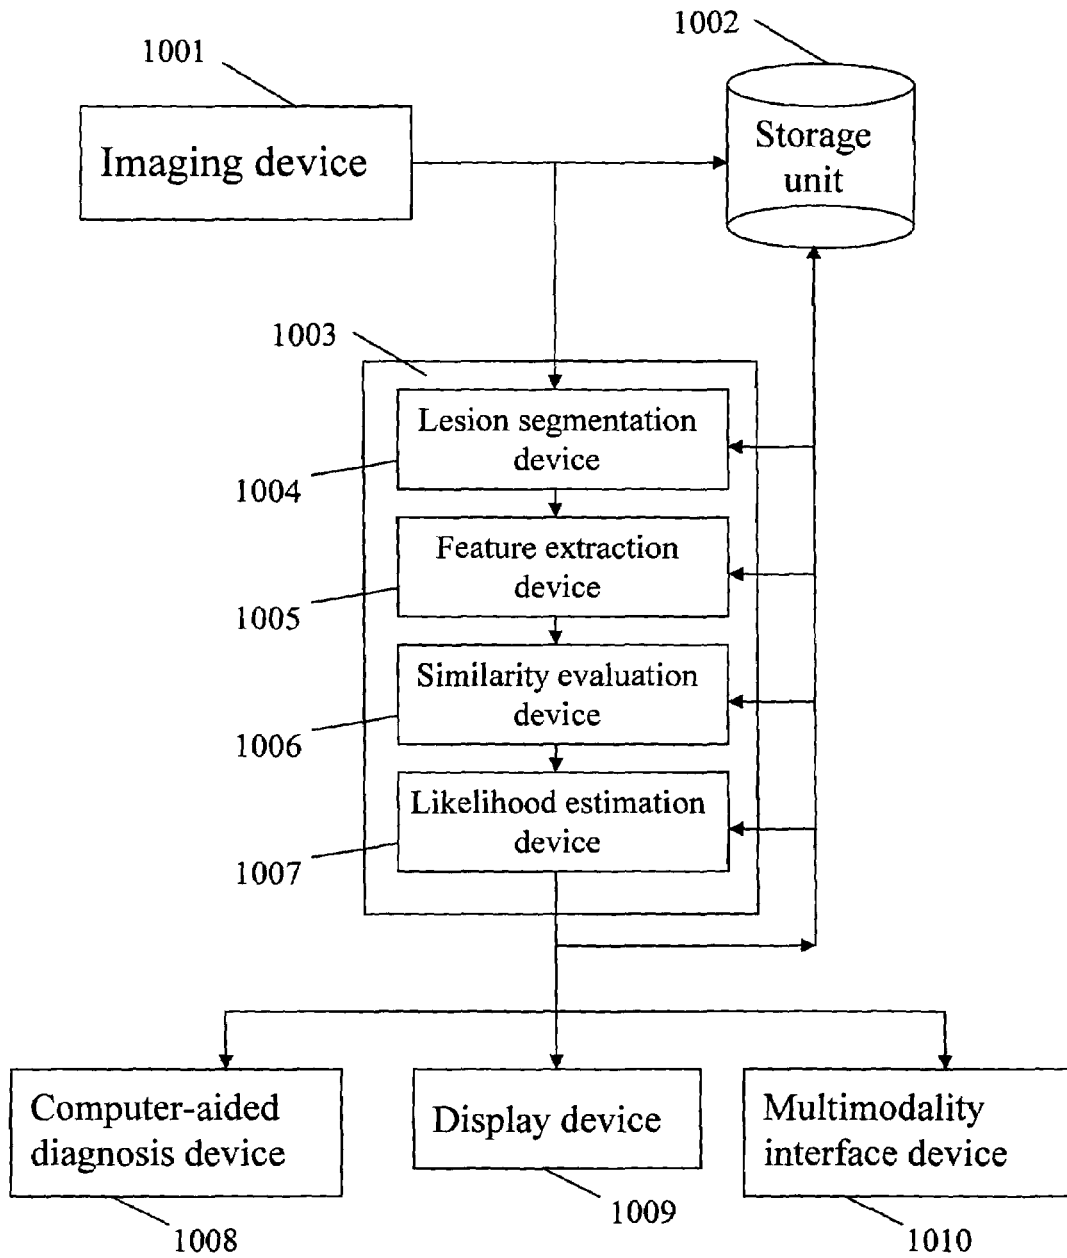 1001
1002
Imaging device
Storage
unit
1003
Lesion segmentation
device
1004
Feature extraction
device
1005
Similarity evaluation
device
1006
Likelihood estimation
device
1007
Computer-aided
diagnosis device
Display device
Multimodality
interface device
1008
1009
1010